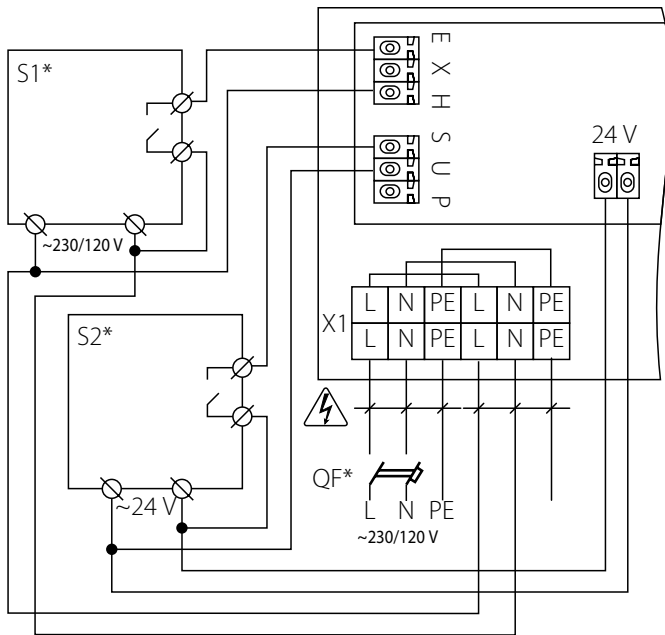 S1*
E
X
H
S
U
P
24 V
~230/120 V
X1
L N PE L N PE
L N PE L N PE
S2*
~24 V
QF*
L N PE
~230/120 V